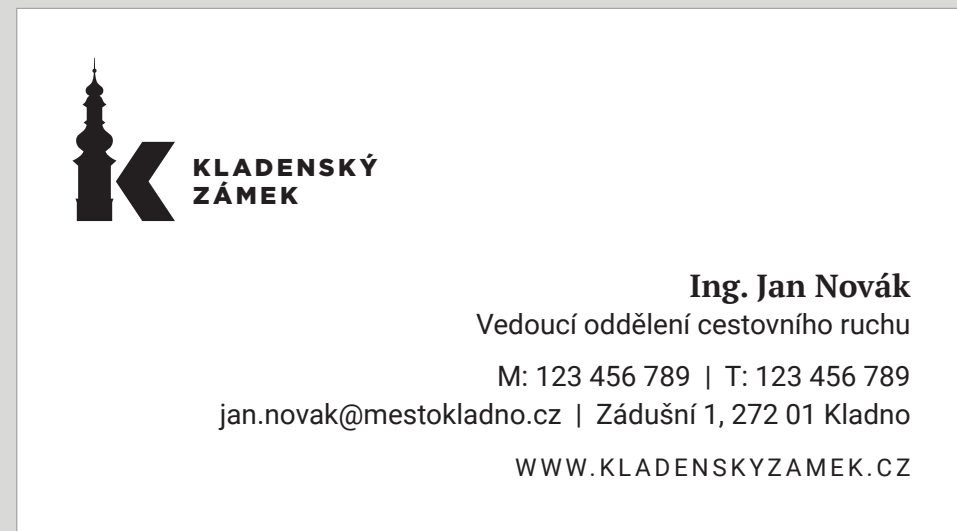 KLADENSKÝ
ZÁMEK
Ing. Jan Novák
Vedoucí oddělení cestovního ruchu
M: 123 456 789 | T: 123 456 789
jan.novak@mestokladno.cz | Zádušní 1, 272 01 Kladno
WWW.KLADENSKYZAMEK.CZ